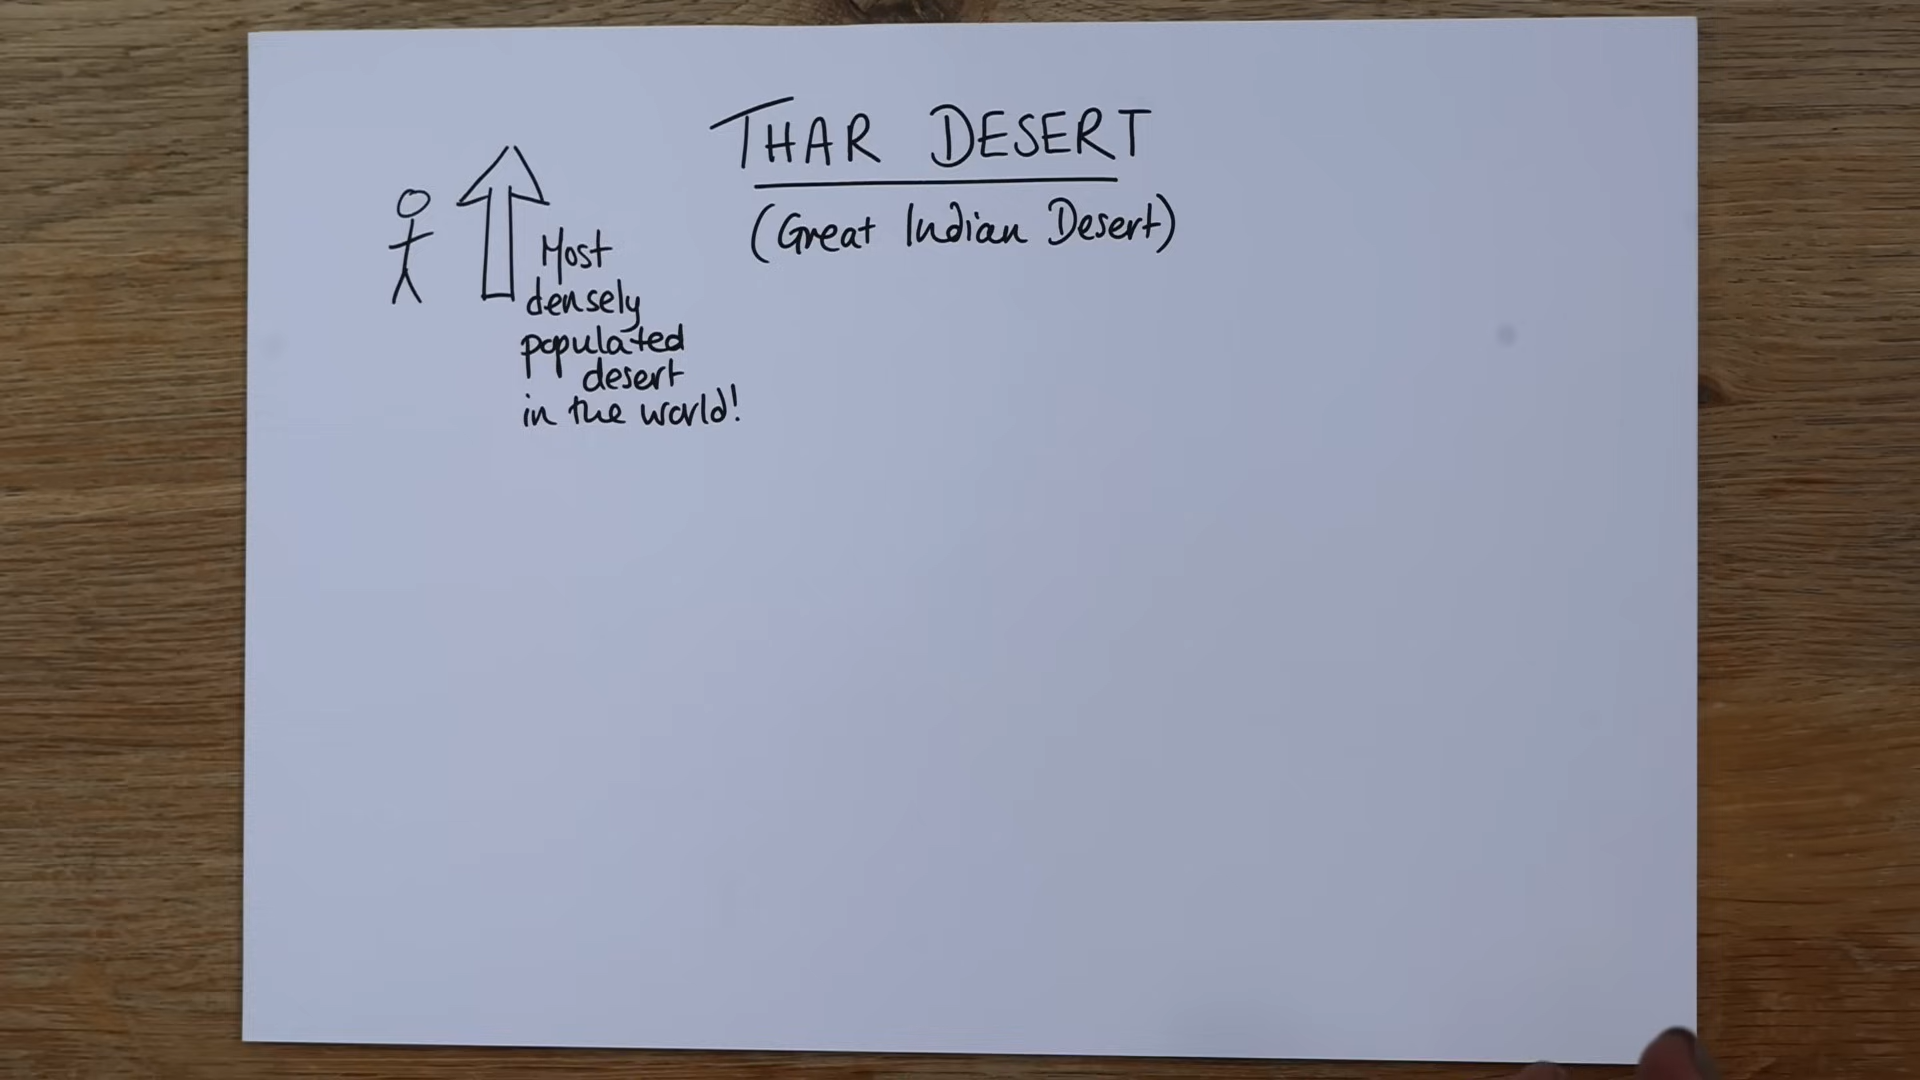 THAR DESERT
(Great Indian Desert)
Most
densely
populated
desert
in the world!